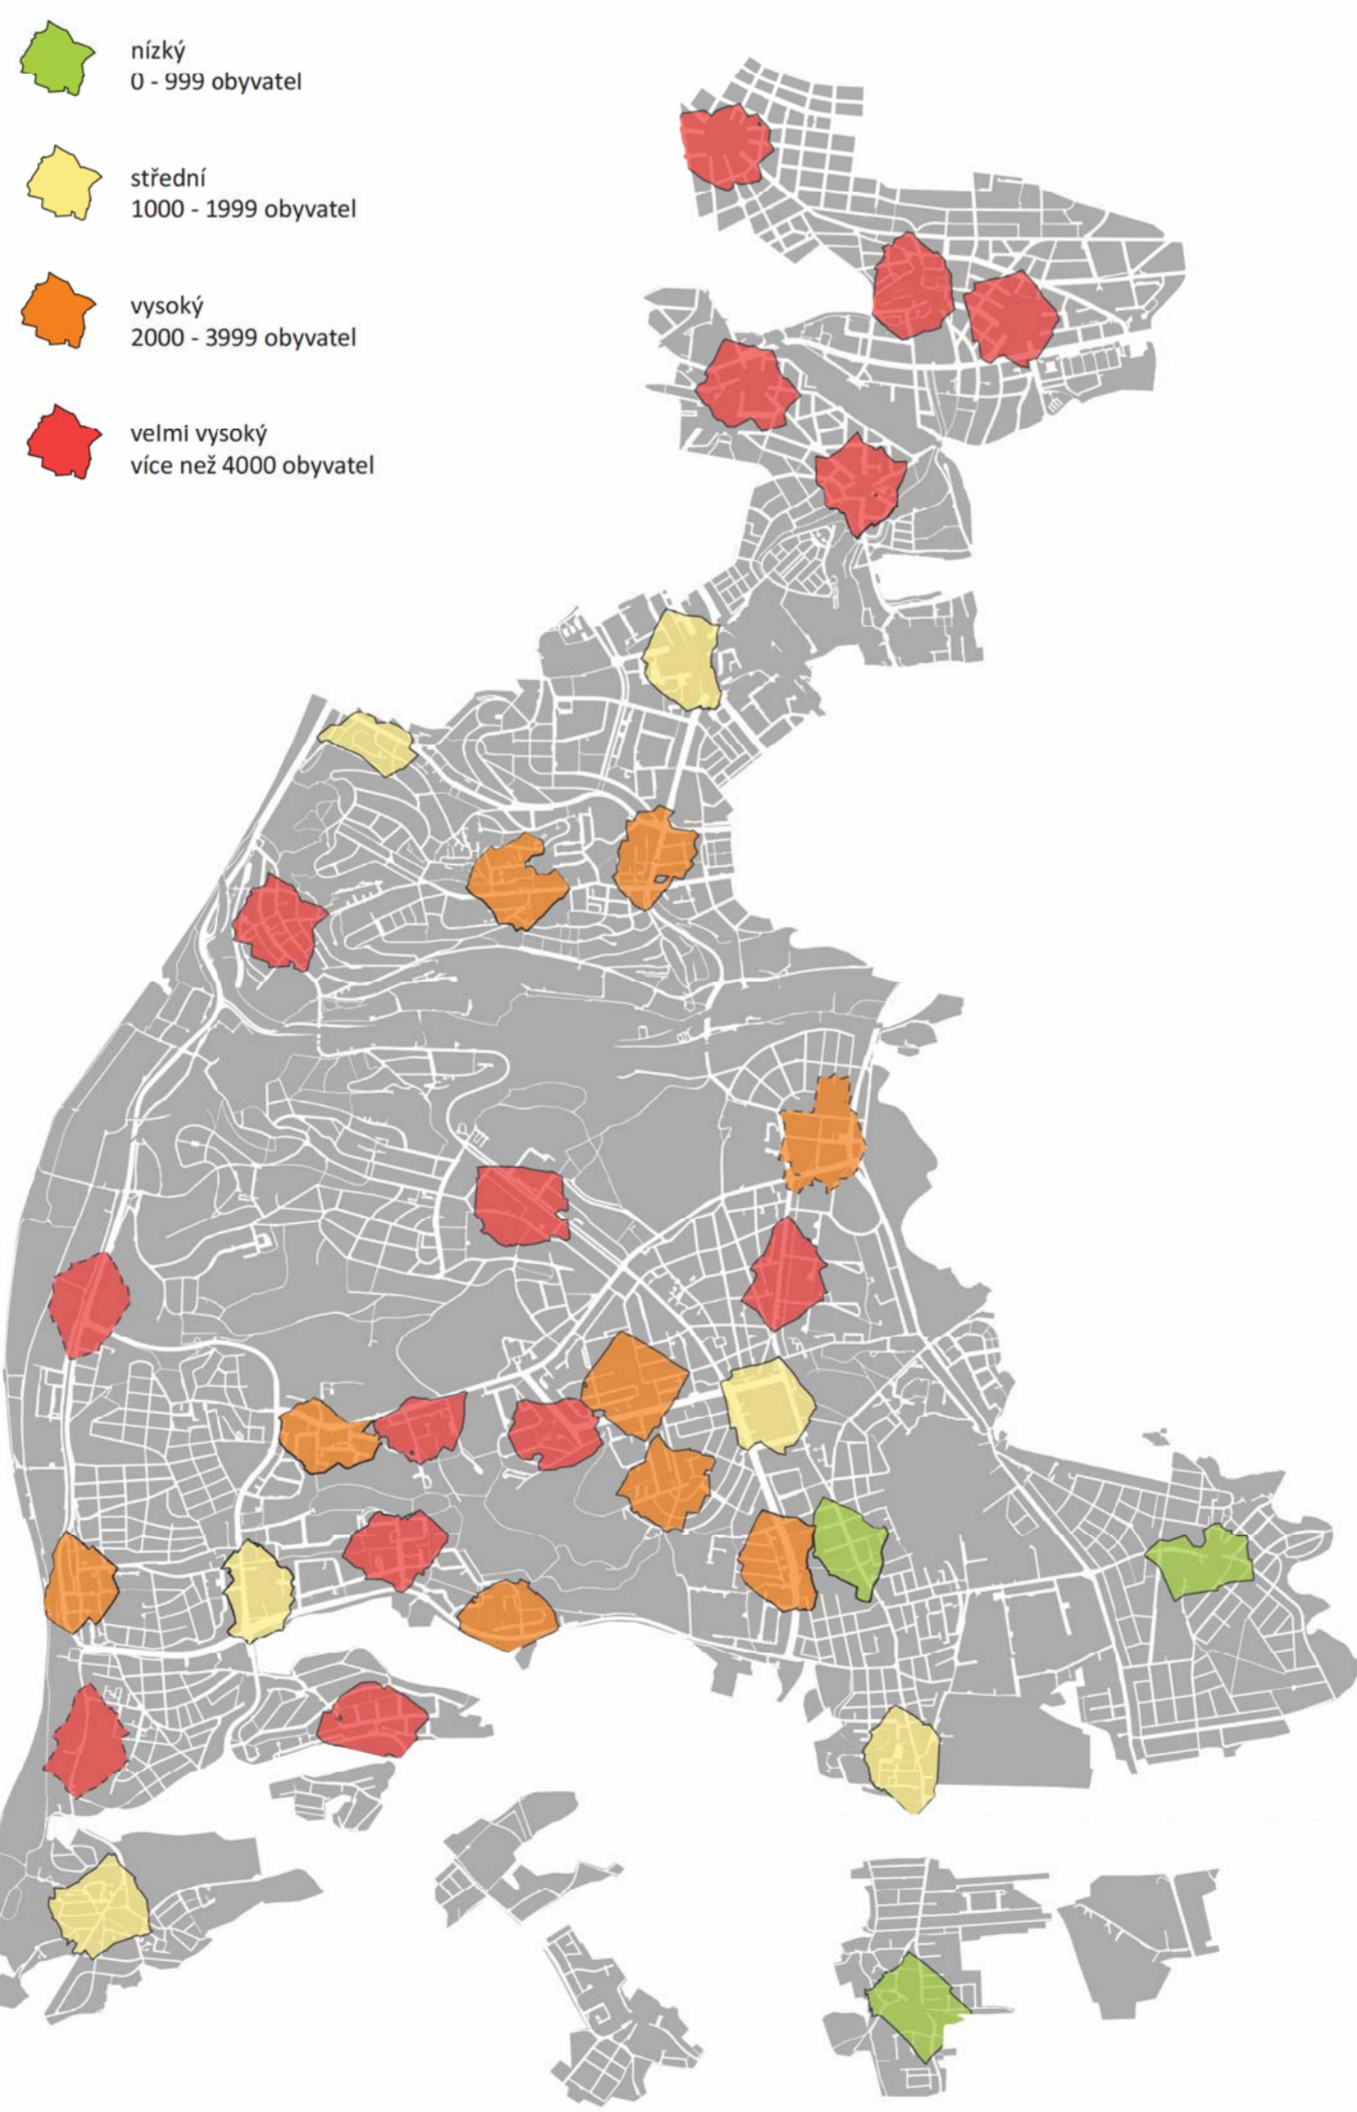 nízký
0 - 999 obyvatel
střední
1000 - 1999 obyvatel
vysoký
2000 - 3999 obyvatel
velmi vysoký
více než 4000 obyvatel